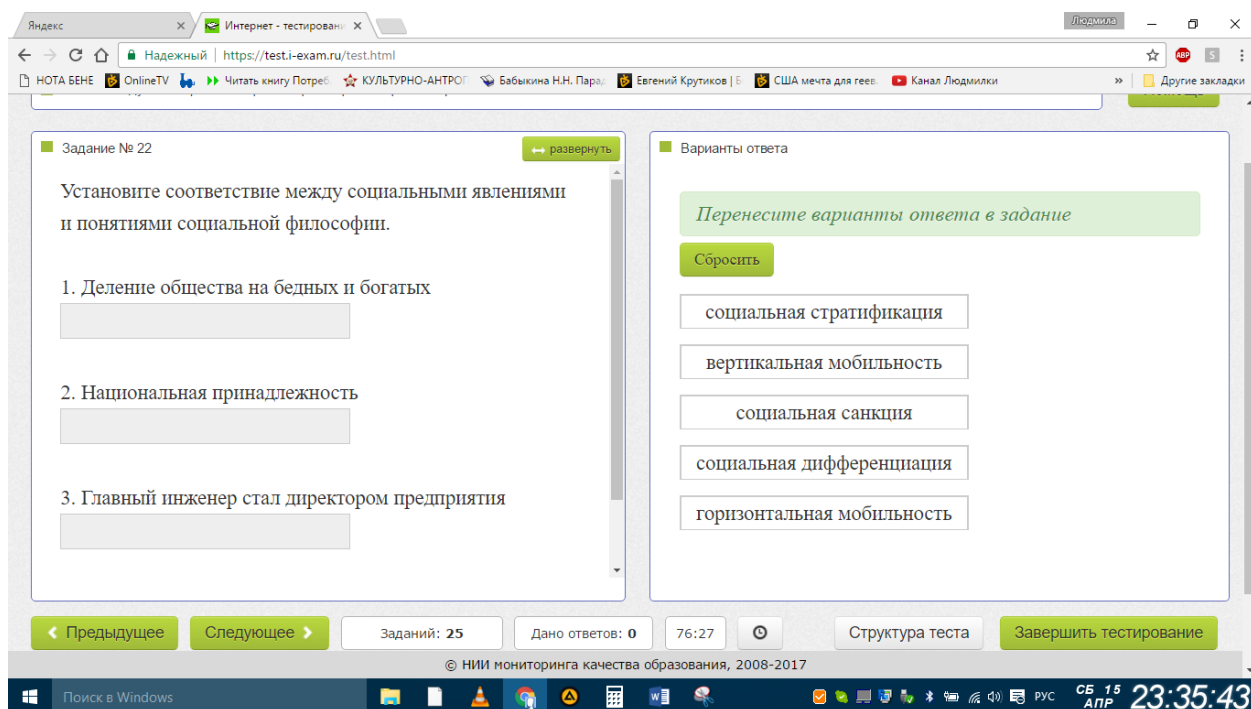 Яндекс
Интернет - тестировани
Людмила
Надежный
https://test.i-exam.ru/test.html
НОТА БЕНЕ
OnlineTV
Читать книгу Потреб
КУЛЬТУРНО-АНТРОГ
Бабыкина Н.Н. Парад
Евгений Крутиков | Б
США мечта для геев
Канал Людмилки
»
Другие закладки
Задание № 22
развернуть
Установите соответствие между социальными явлениями
и понятиями социальной философии.
1. Деление общества на бедных и богатых
2. Национальная принадлежность
3. Главный инженер стал директором предприятия
Варианты ответа
Перенесите варианты ответа в задание
Сбросить
социальная стратификация
вертикальная мобильность
социальная санкция
социальная дифференциация
горизонтальная мобильность
Предыдущее
Следующее
Заданий: 25
Дано ответов: 0
76:27
Структура теста
Завершить тестирование
© НИИ мониторинга качества образования, 2008-2017
Поиск в Windows
РУС
СБ 15
АПР
23:35:43